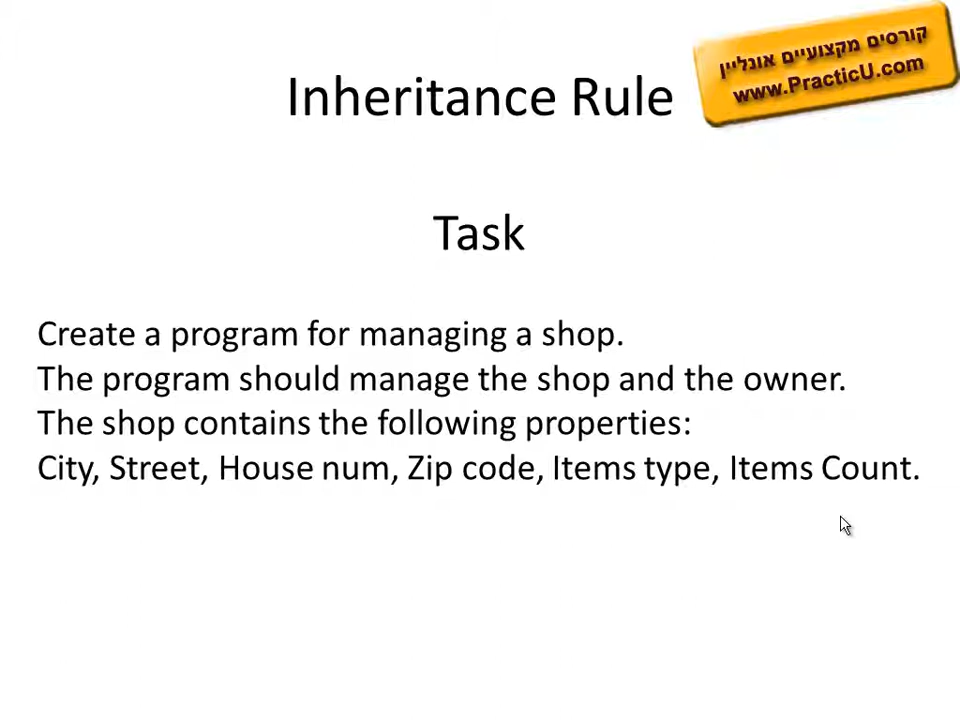 קורסים מקצועיים אונליין
www.PracticU.com
Inheritance Rule
Task
Create a program for managing a shop.
The program should manage the shop and the owner.
The shop contains the following properties:
City, Street, House num, Zip code, Items type, Items Count.